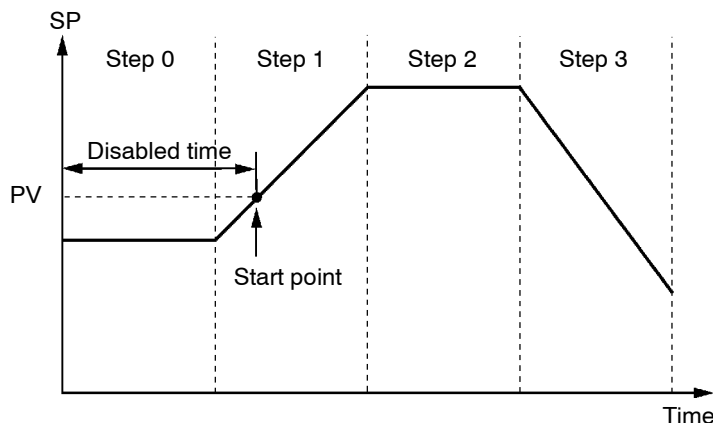 SP
Step 0
Step 1
Step 2
Step 3
Disabled time
PV
Start point
Time